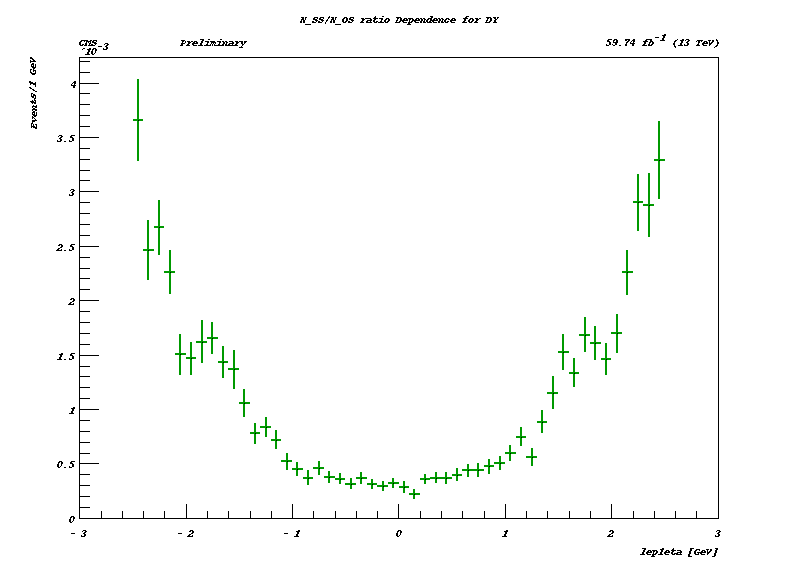 N_SS/N_OS ratio Dependence for DY
CMS Preliminary 59.74 fb-1 (13 TeV)
^10-3
Events/1 GeV
4
3.5
3
2.5
2
1.5
1
0.5
0
-3 -2 -1 0 1 2 3
lepleta [GeV]